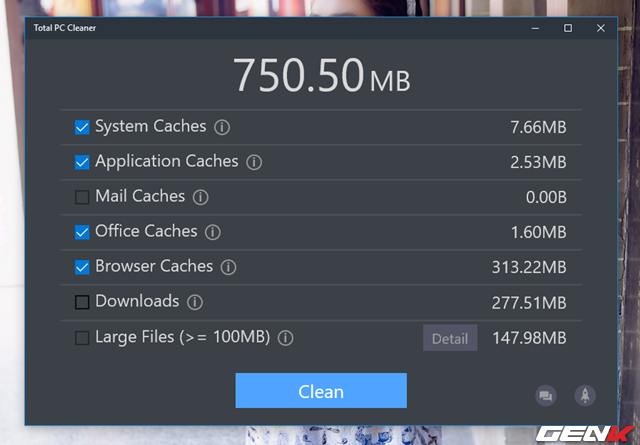 Total PC Cleaner
750.50 MB
System Caches 7.66MB
Application Caches 2.53MB
Mail Caches 0.00B
Office Caches 1.60MB
Browser Caches 313.22MB
Downloads 277.51MB
Large Files (>= 100MB) Detail 147.98MB
Clean
GENK